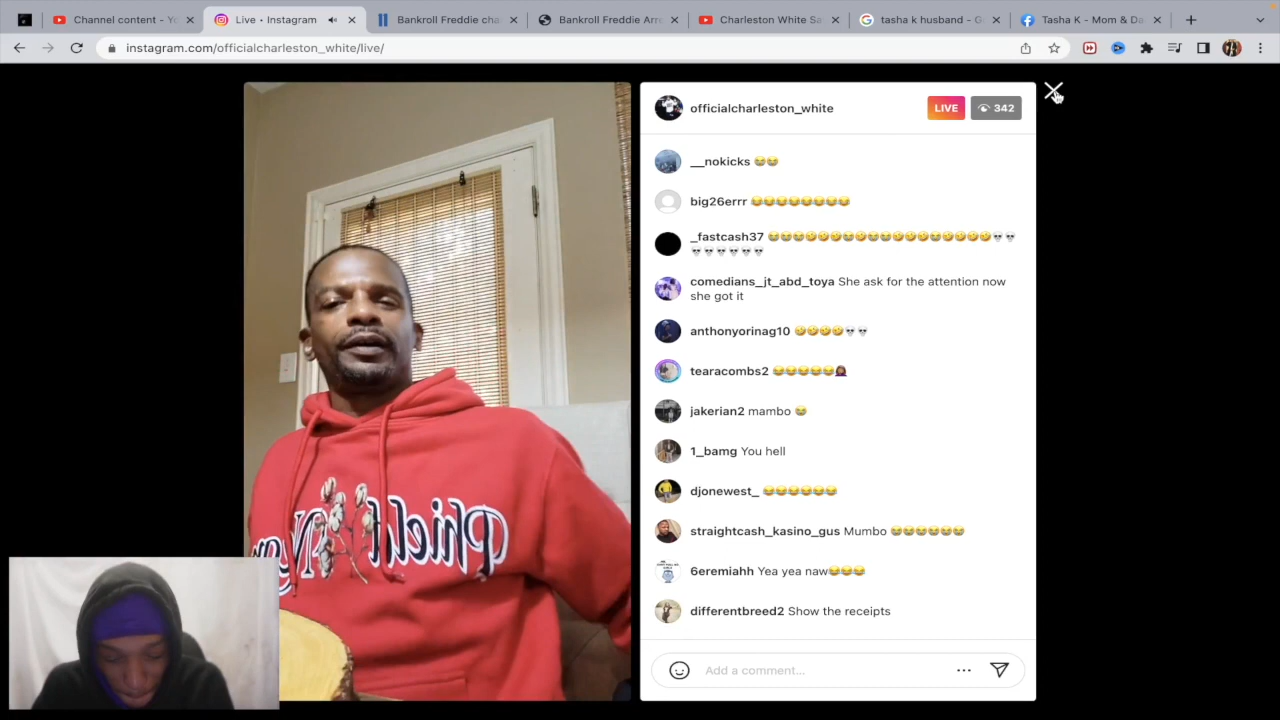 Channel content - Yo
Live • Instagram
Bankroll Freddie cha
Bankroll Freddie Arr
Charleston White Sa
tasha k husband - G
Tasha K - Mom & Da
instagram.com/officialcharleston_white/live/
officialcharleston_white
LIVE
342
__nokicks 😂😂
big26errr 😂😂😂😂😂😂😂😂
_fastcash37 😭😭😭🤣🤣🤣😭🤣😭😭🤣🤣🤣😭🤣🤣🤣🤣💀💀
💀💀💀💀💀💀
comedians_jt_abd_toya She ask for the attention now
she got it
anthonyorinag10 🤣🤣🤣🤣💀💀
tearacombs2 😂😂😂😂😂🤦🏾‍♀️
jakerian2 mambo 😂
1_bamg You hell
djonewest_ 😂😂😂😂😂😂
straightcash_kasino_gus Mumbo 😂😂😂😂😂😂
6eremiahh Yea yea naw😂😂😂
differentbreed2 Show the receipts
Add a comment...
Phield